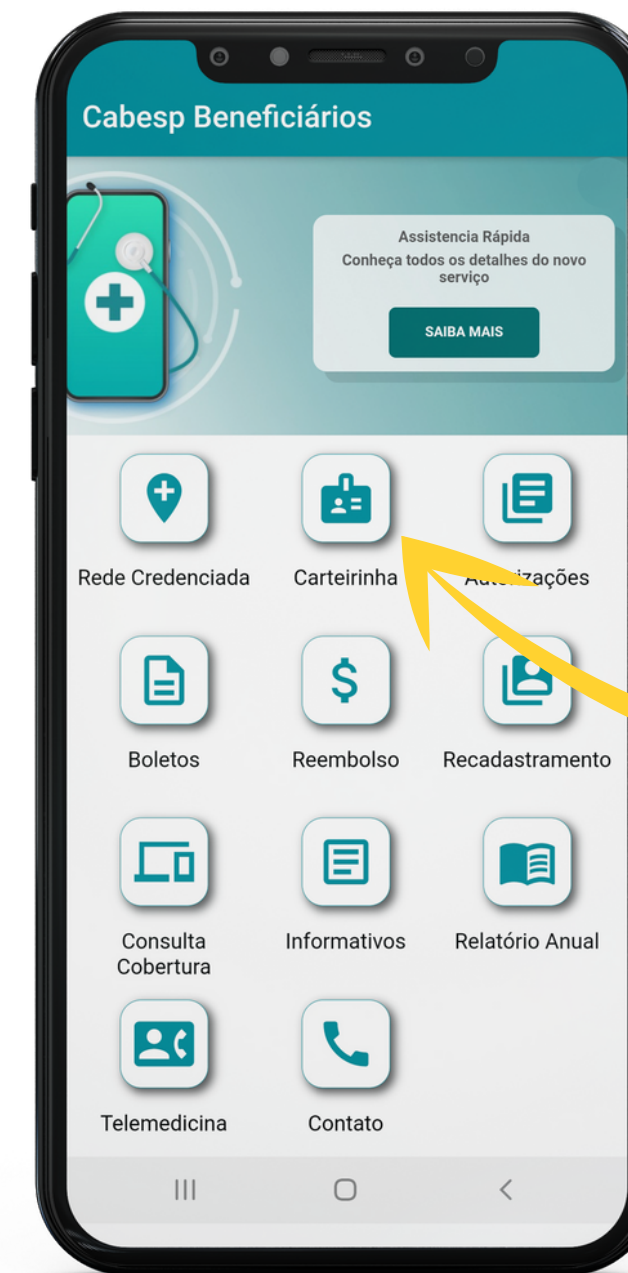 Cabesp Beneficiários
Assistencia Rápida
Conheça todos os detalhes do novo
serviço
SAIBA MAIS
Rede Credenciada
Carteirinha
Autorizações
Boletos
Reembolso
Recadastramento
Consulta
Cobertura
Informativos
Relatório Anual
Telemedicina
Contato